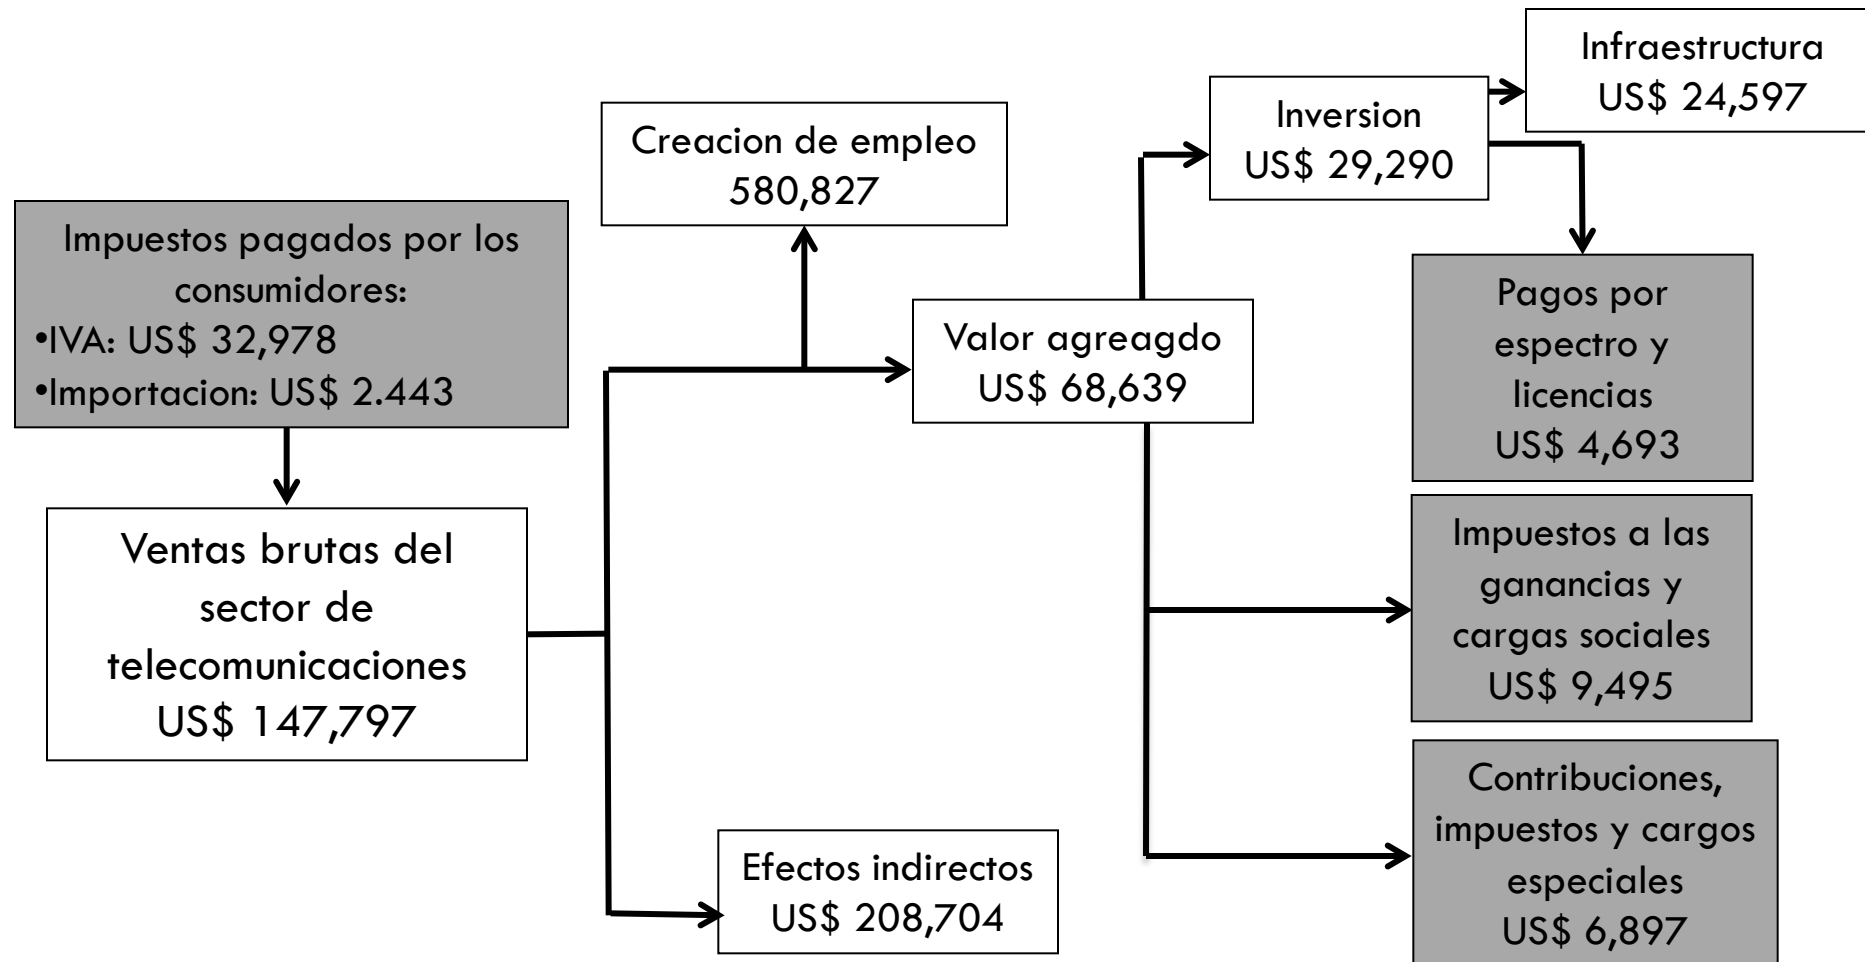 Impuestos pagados por los
consumidores:
•IVA: US$ 32,978
•Importacion: US$ 2.443
Ventas brutas del
sector de
telecomunicaciones
US$ 147,797
Creacion de empleo
580,827
Valor agreagdo
US$ 68,639
Efectos indirectos
US$ 208,704
Inversion
US$ 29,290
Infraestructura
US$ 24,597
Pagos por
espectro y
licencias
US$ 4,693
Impuestos a las
ganancias y
cargas sociales
US$ 9,495
Contribuciones,
impuestos y cargos
especiales
US$ 6,897